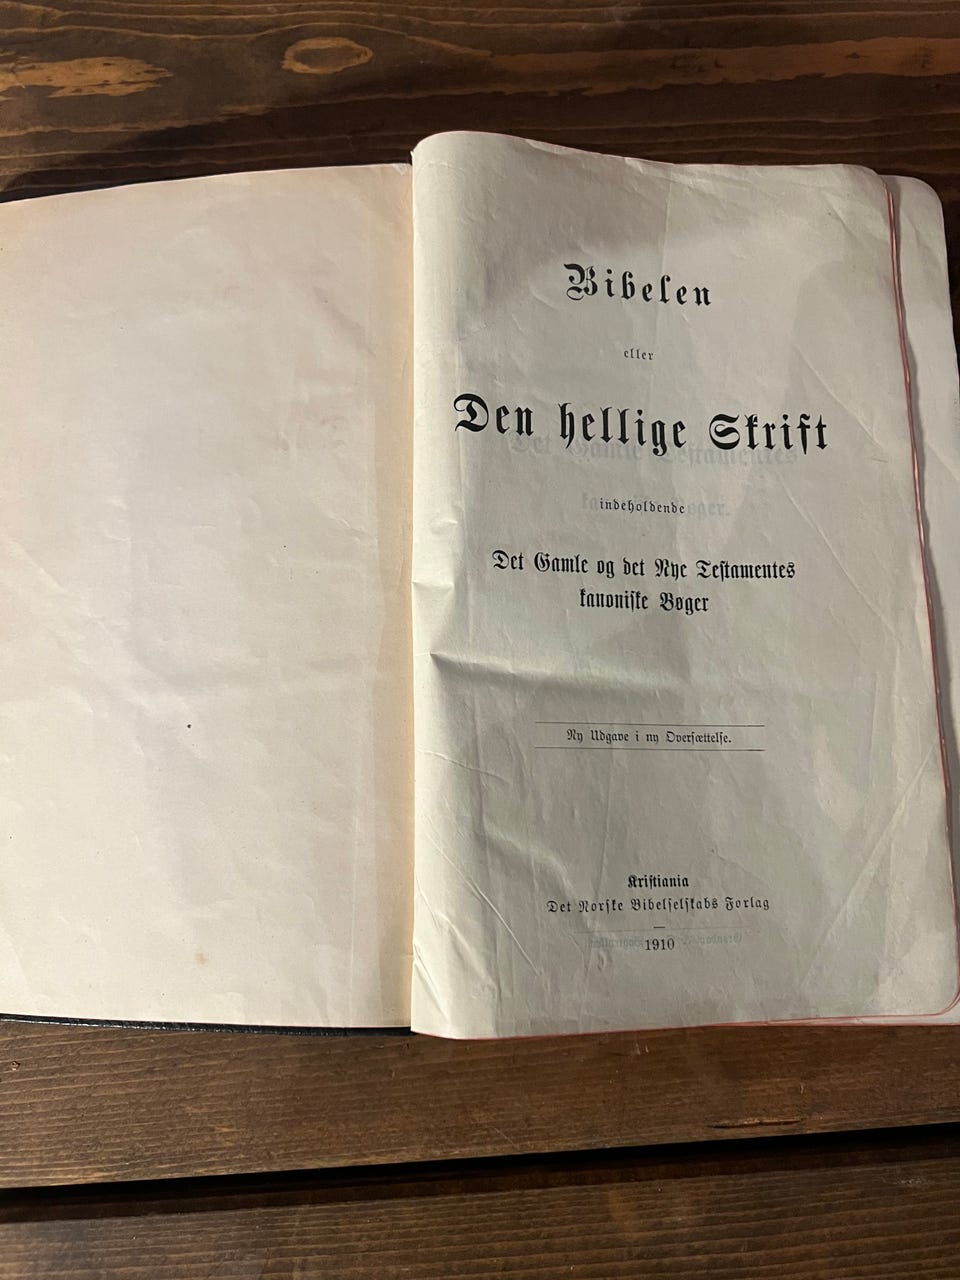 Bibelen
eller
Den hellige Skrift
indeholdende
Det Gamle og det Nye Testamentes
kanoniske Bøger
Ny Udgave i ny Oversættelse.
Kristiania
Det Norske Bibelselskabs Forlag
1910